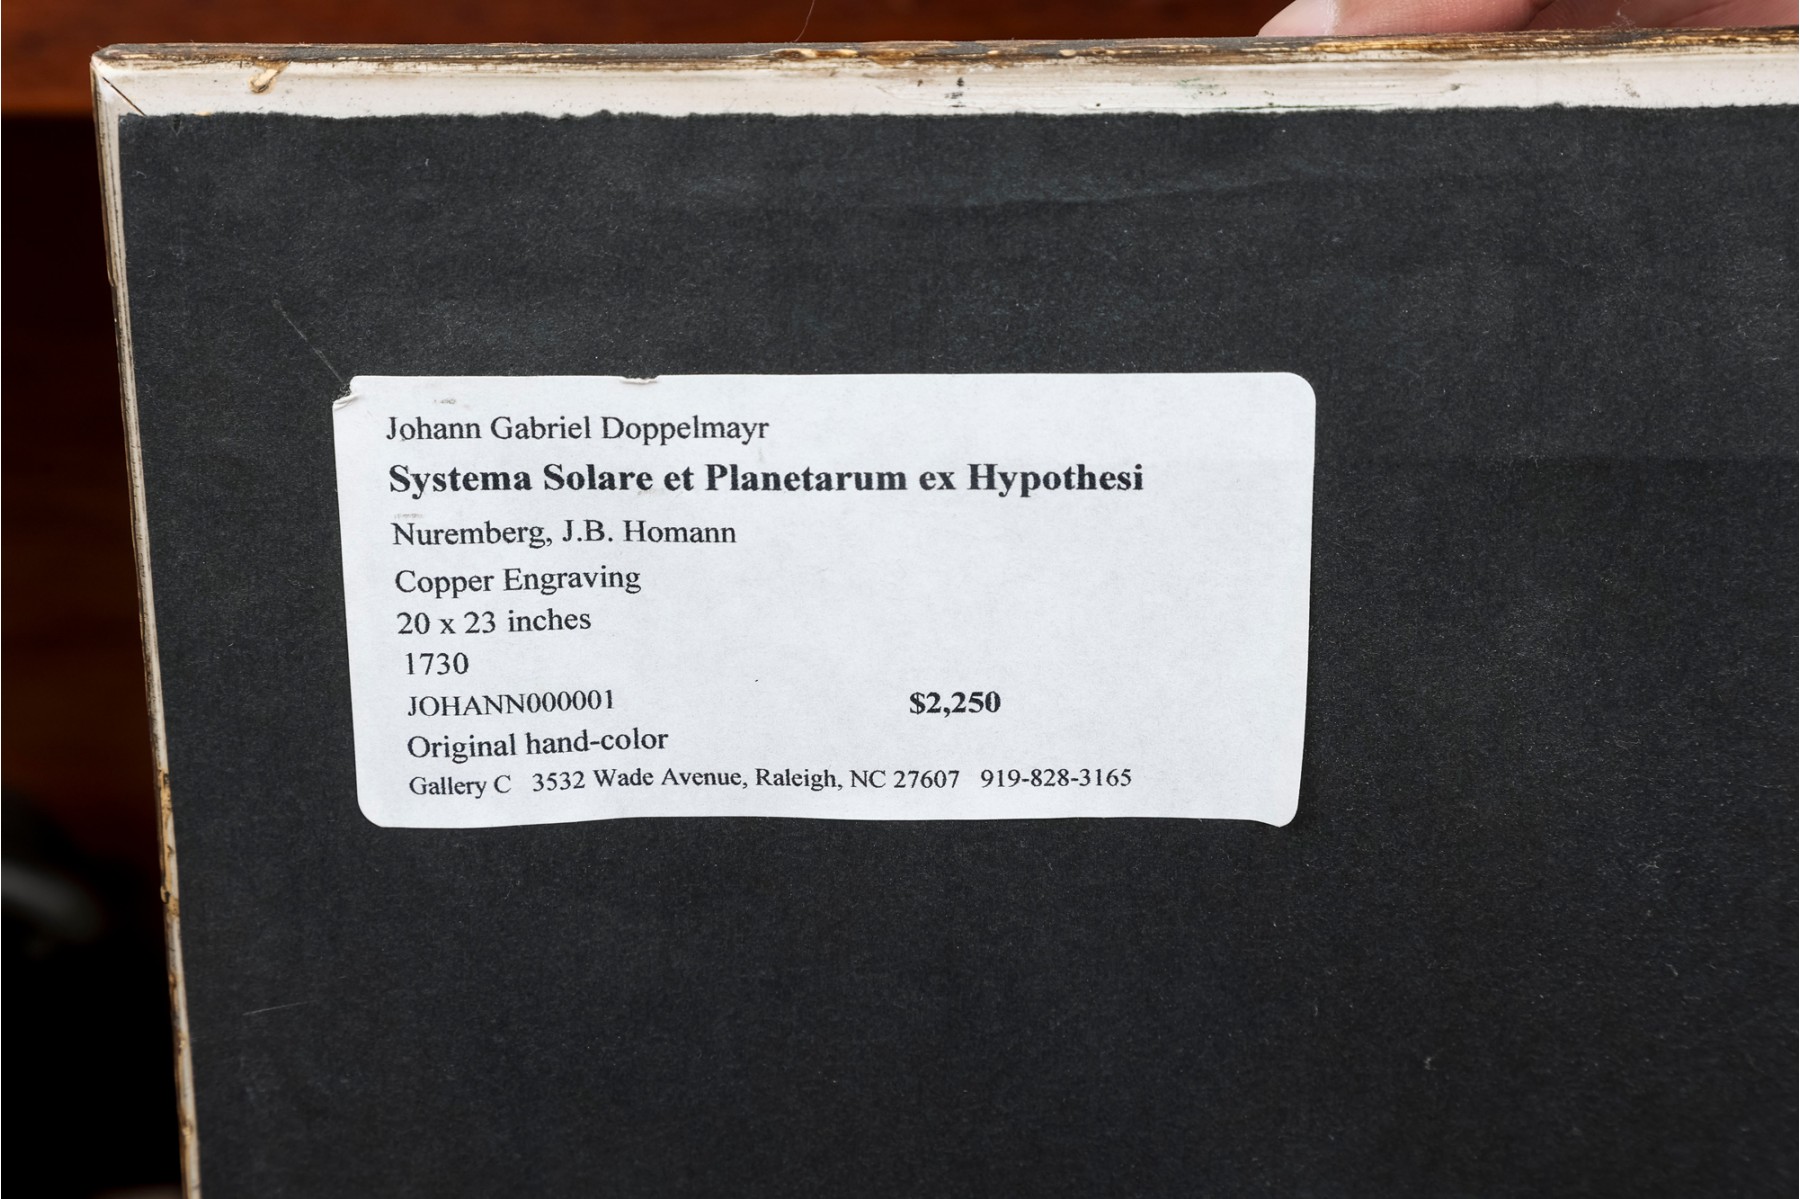 Johann Gabriel Doppelmayr
Systema Solare et Planetarum ex Hypothesi
Nuremberg, J.B. Homann
Copper Engraving
20 x 23 inches
1730
JOHANN000001 $2,250
Original hand-color
Gallery C 3532 Wade Avenue, Raleigh, NC 27607 919-828-3165